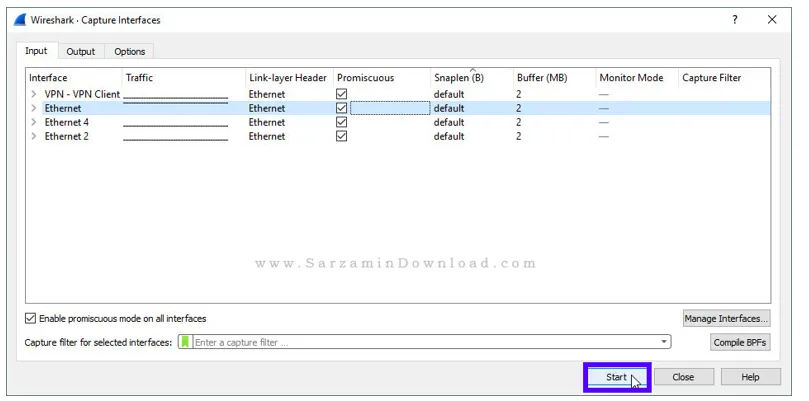 Wireshark · Capture Interfaces
Input Output Options
Interface Traffic Link-layer Header Promiscuous Snaplen (B) Buffer (MB) Monitor Mode Capture Filter
VPN - VPN Client Ethernet default 2 —
Ethernet Ethernet default 2 —
Ethernet 4 Ethernet default 2 —
Ethernet 2 Ethernet default 2 —
www.SarzaminDownload.com
Enable promiscuous mode on all interfaces Manage Interfaces...
Capture filter for selected interfaces: Enter a capture filter ... Compile BPFs
Start Close Help